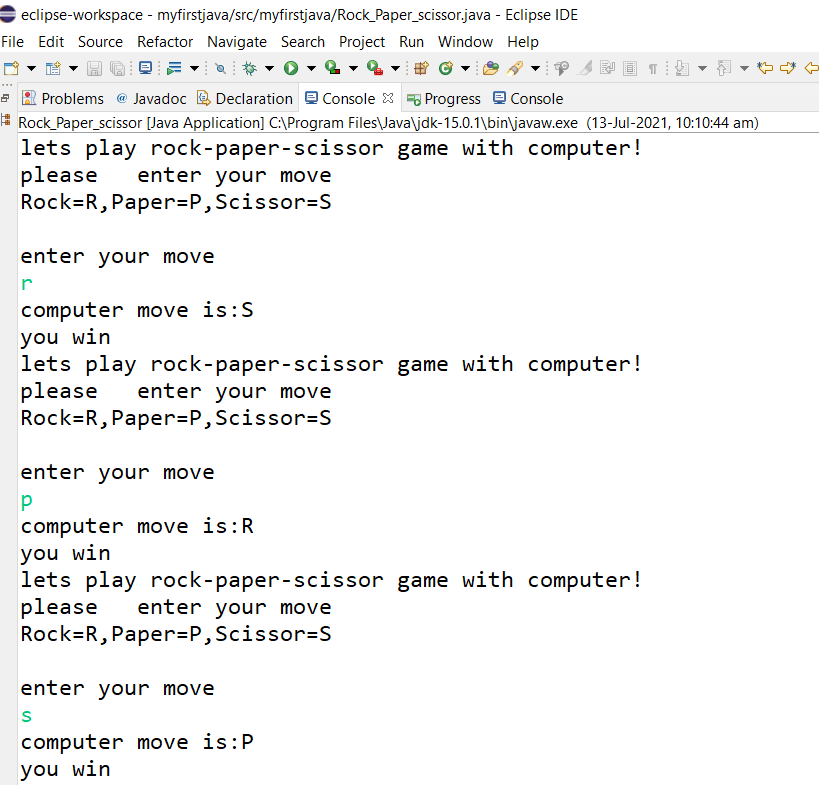 eclipse-workspace - myfirstjava/src/myfirstjava/Rock_Paper_scissor.java - Eclipse IDE
File Edit Source Refactor Navigate Search Project Run Window Help
Problems @ Javadoc Declaration Console Progress Console
Rock_Paper_scissor [Java Application] C:\Program Files\Java\jdk-15.0.1\bin\javaw.exe (13-Jul-2021, 10:10:44 am)
lets play rock-paper-scissor game with computer!
please   enter your move
Rock=R,Paper=P,Scissor=S
enter your move
r
computer move is:S
you win
lets play rock-paper-scissor game with computer!
please   enter your move
Rock=R,Paper=P,Scissor=S
enter your move
p
computer move is:R
you win
lets play rock-paper-scissor game with computer!
please   enter your move
Rock=R,Paper=P,Scissor=S
enter your move
s
computer move is:P
you win